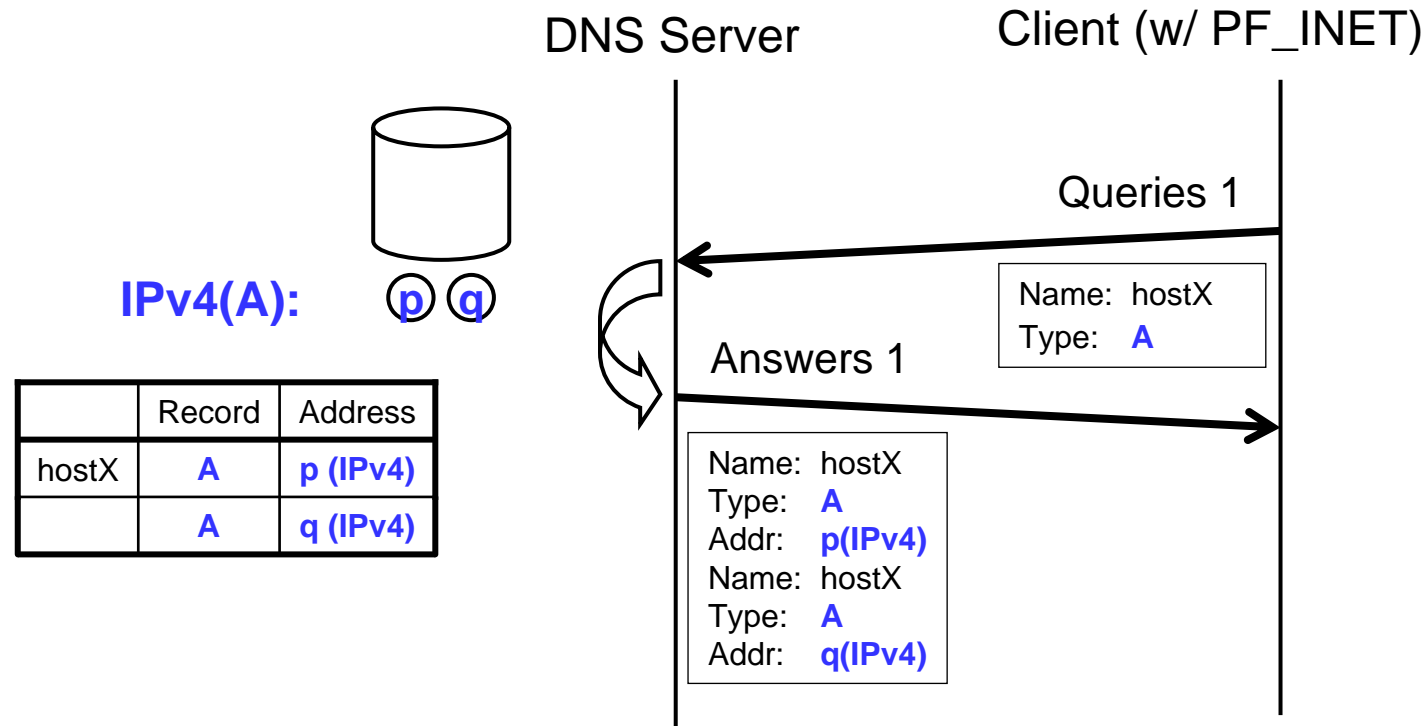 DNS Server
Client (w/ PF_INET)
Queries 1
Name: hostX
Type: A
IPv4(A): p q
Answers 1
Record Address
hostX A p (IPv4)
A q (IPv4)
Name: hostX
Type: A
Addr: p(IPv4)
Name: hostX
Type: A
Addr: q(IPv4)